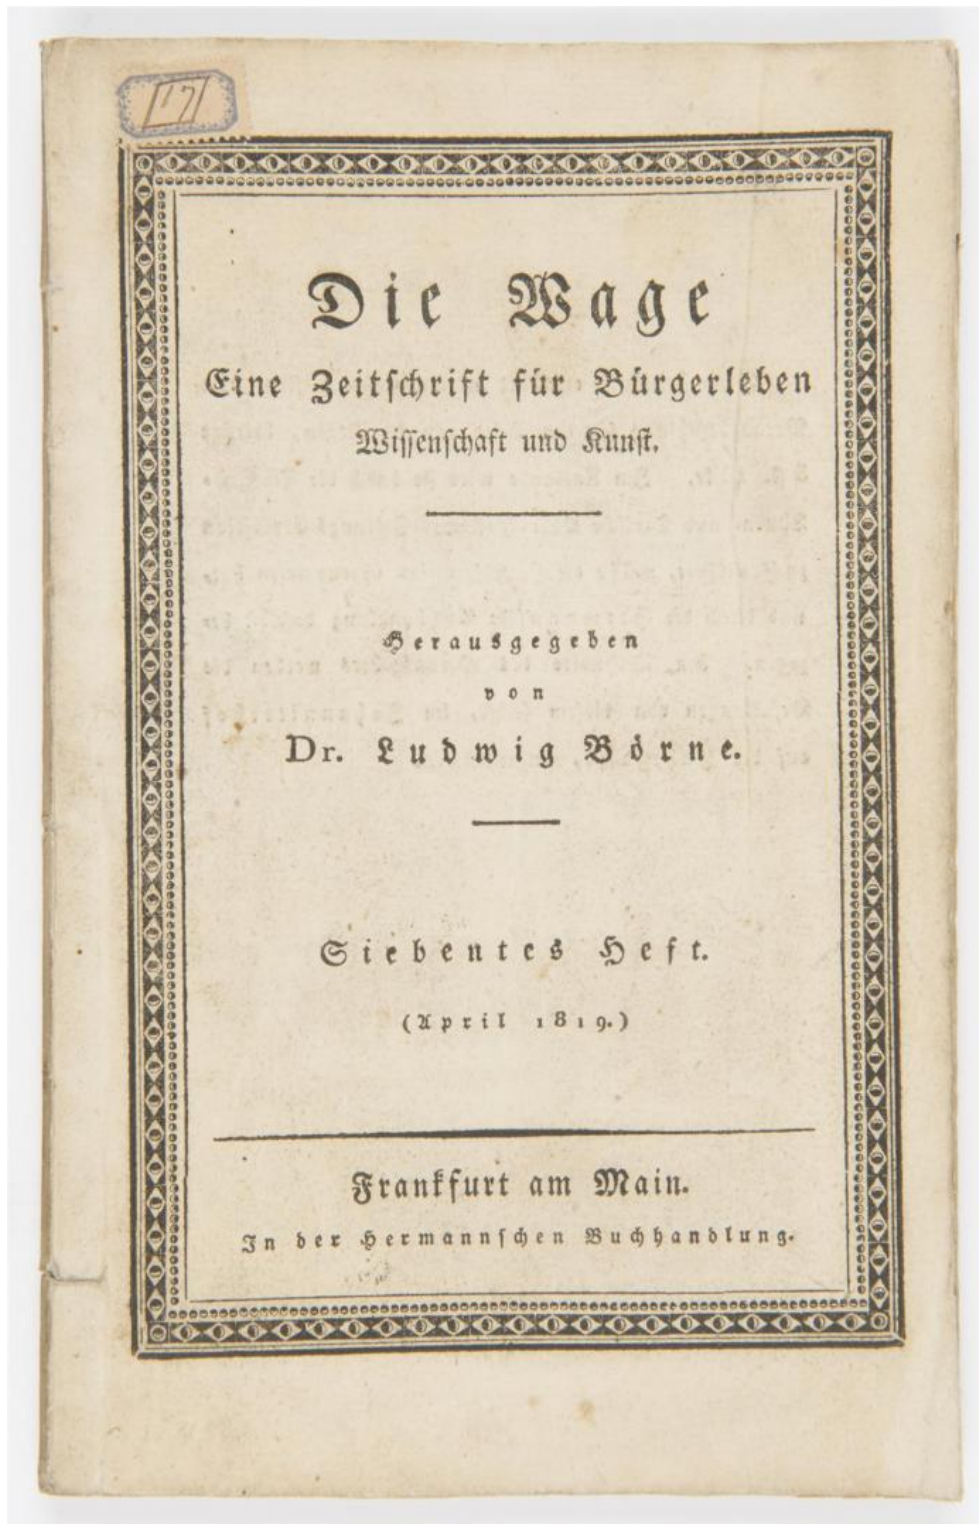 17
Die Wage
Eine Zeitſchrift für Bürgerleben
Wiſſenſchaft und Kunſt.
Herausgegeben
von
Dr. Ludwig Börne.
Siebentes Heft.
(April 1819.)
Frankfurt am Main.
In der Hermannſchen Buchhandlung.